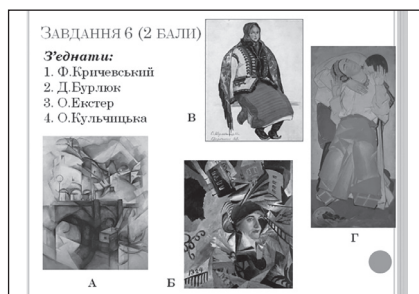 ЗАВДАННЯ 6 (2 БАЛИ)
З'єднати:
1. Ф.Кричевський
2. Д.Бурлюк
3. О.Екстер
4. О.Кульчицька
В
Г
А
Б